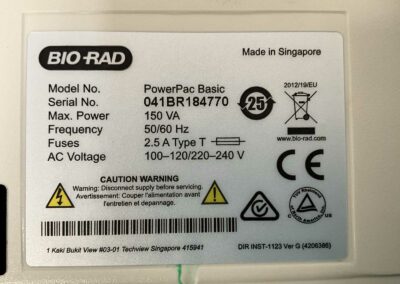 BIO-RAD
Made in Singapore
Model No. PowerPac Basic
Serial No. 041BR184770
Max. Power 150 VA
Frequency 50/60 Hz
Fuses 2.5 A Type T
AC Voltage 100–120/220–240 V
25
2012/19/EU
www.bio-rad.com
CE
CAUTION WARNING
Warning: Disconnect supply before servicing.
Avertissement: Couper l'alimentation avant
l'entretien et depannage.
C US
1 Kaki Bukit View #03-01 Techview Singapore 415941
DIR INST-1123 Ver G (4206386)